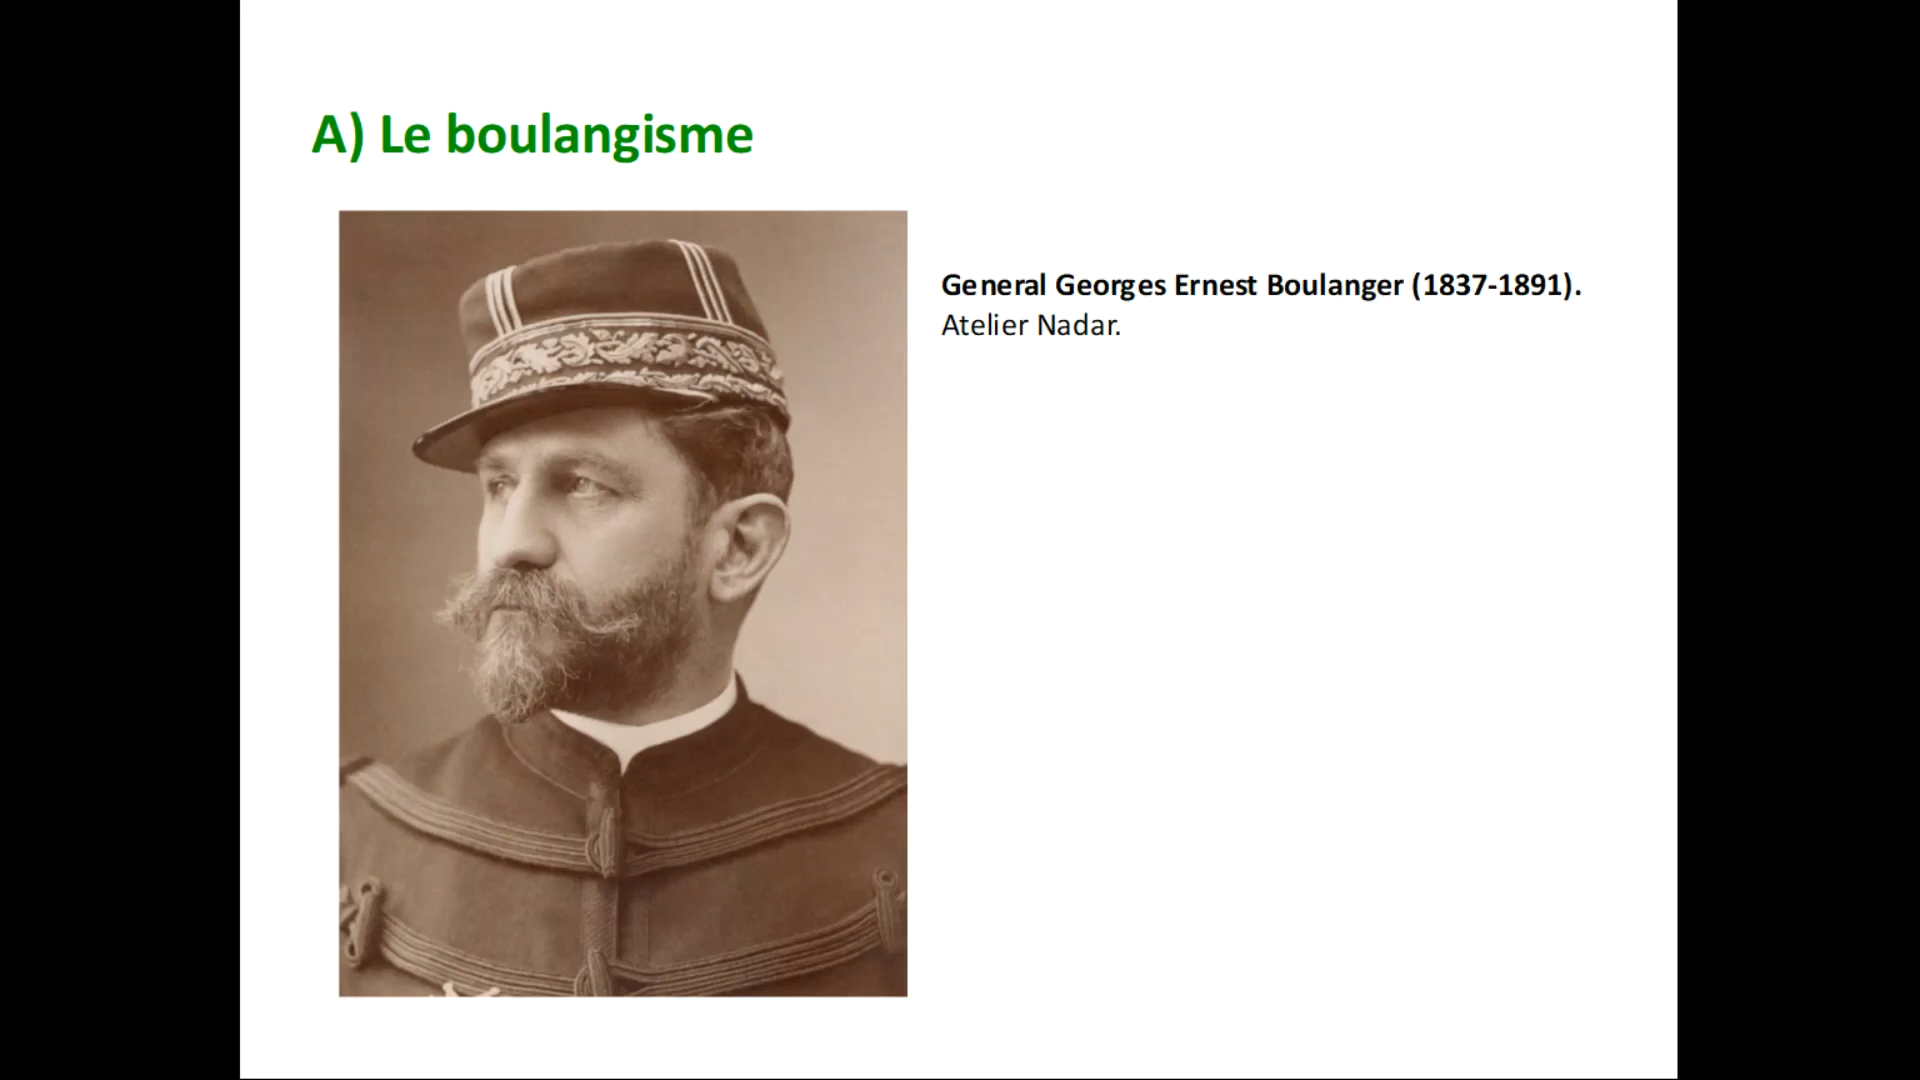 A) Le boulangisme
General Georges Ernest Boulanger (1837-1891).
Atelier Nadar.